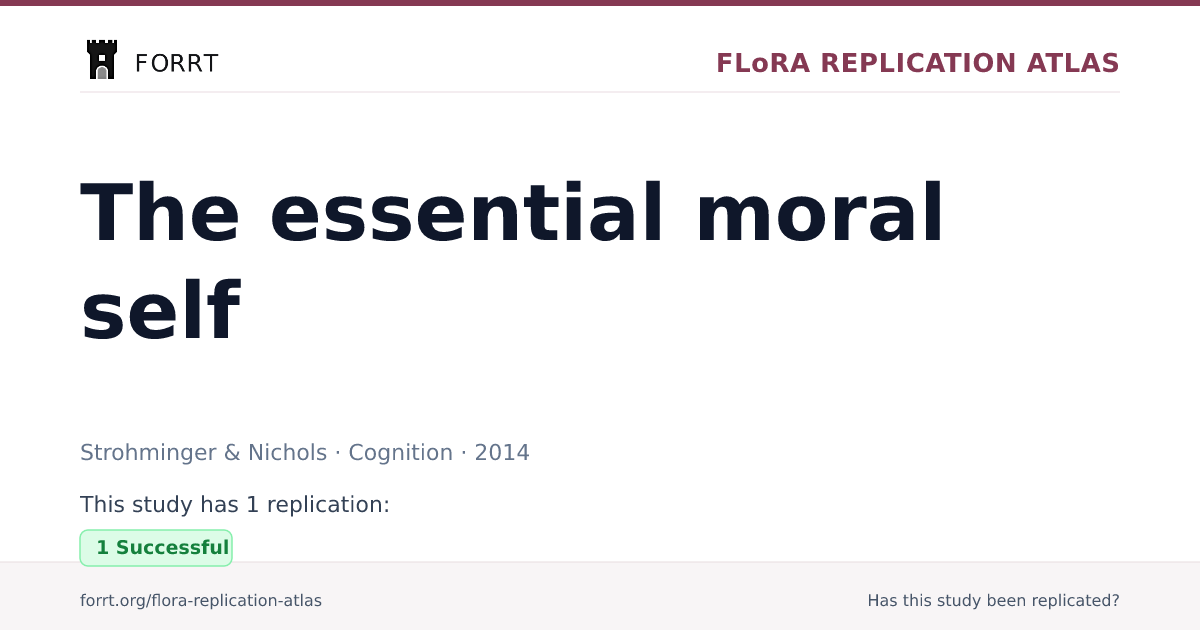 FORRT
FLoRA REPLICATION ATLAS
The essential moral
self
Strohminger & Nichols · Cognition · 2014
This study has 1 replication:
1 Successful
forrt.org/flora-replication-atlas
Has this study been replicated?